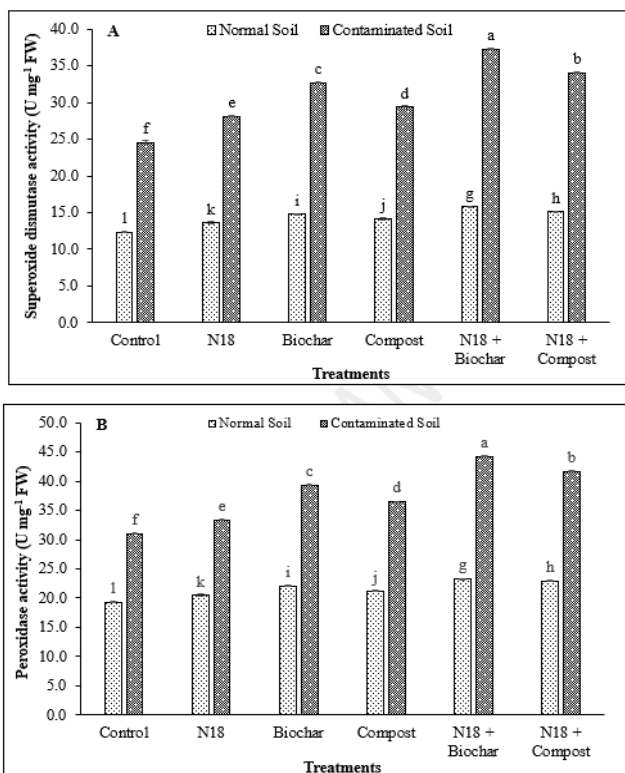 A
Normal Soil Contaminated Soil
Superoxide dismutase activity (U mg-1 FW)
40.0
35.0
30.0
25.0
20.0
15.0
10.0
5.0
0.0
l f k e i c j d g a h b
Control N18 Biochar Compost N18 + Biochar N18 + Compost
Treatments
B
Normal Soil Contaminated Soil
Peroxidase activity (U mg-1 FW)
50.0
45.0
40.0
35.0
30.0
25.0
20.0
15.0
10.0
5.0
0.0
l f k e i c j d g a h b
Control N18 Biochar Compost N18 + Biochar N18 + Compost
Treatments